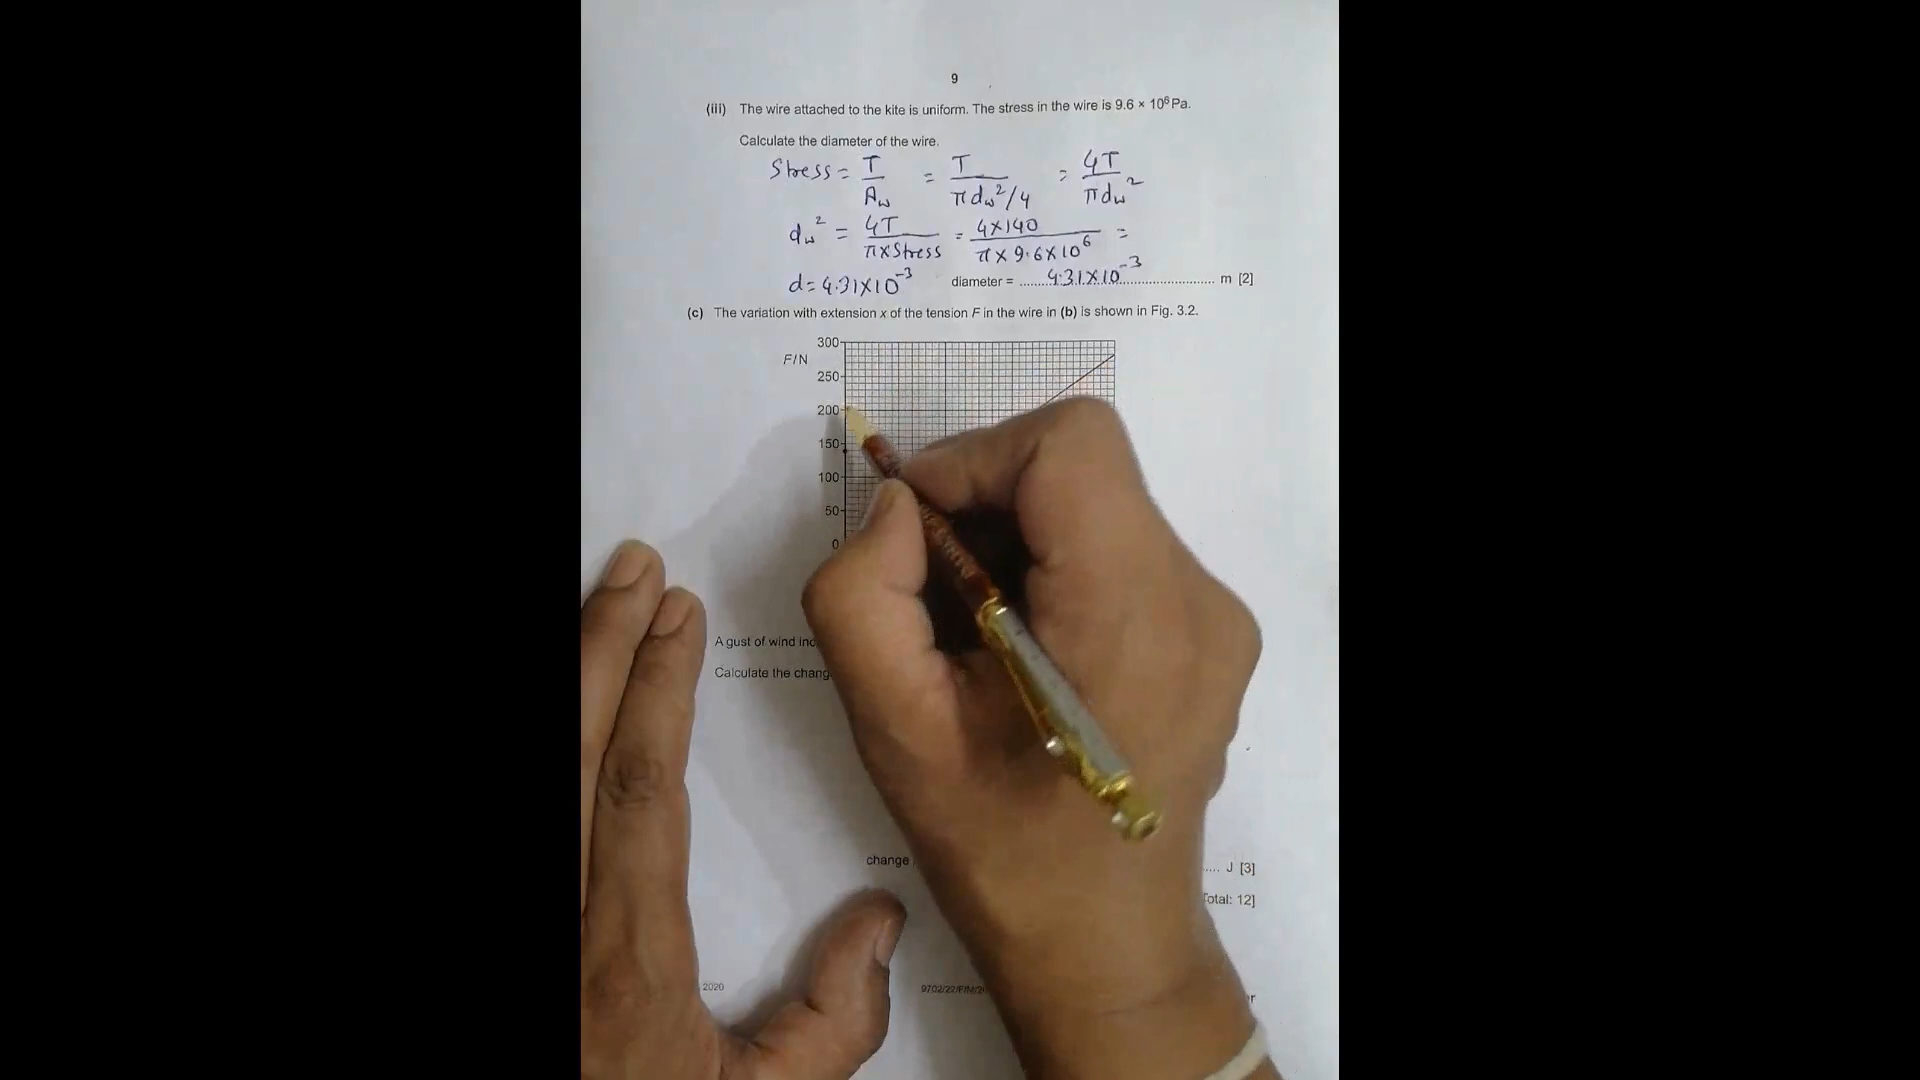 9
(iii) The wire attached to the kite is uniform. The stress in the wire is 9.6 × 10⁶ Pa.
Calculate the diameter of the wire.
Stress = T/A_w = T/(πd_w²/4) = 4T/πd_w²
d_w² = 4T/(π×Stress) = 4×140/(π×9.6×10⁶) =
d=4.31×10⁻³ diameter = ......4.31×10⁻³...... m [2]
(c) The variation with extension x of the tension F in the wire in (b) is shown in Fig. 3.2.
300
F/N
250
200
150
100
50
0
A gust of wind
Calculate the
change
..... J [3]
Total: 12]
2020
9702/22/F/M/2